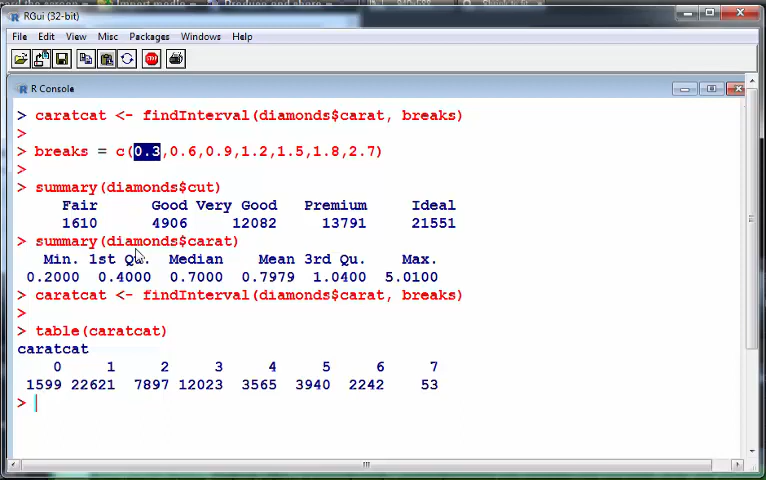 RGui (32-bit)
File Edit View Misc Packages Windows Help
STOP
R Console
> caratcat <- findInterval(diamonds$carat, breaks)
>
> breaks = c(0.3,0.6,0.9,1.2,1.5,1.8,2.7)
>
> summary(diamonds$cut)
Fair Good Very Good Premium Ideal
1610 4906 12082 13791 21551
> summary(diamonds$carat)
Min. 1st Qu. Median Mean 3rd Qu. Max.
0.2000 0.4000 0.7000 0.7979 1.0400 5.0100
> caratcat <- findInterval(diamonds$carat, breaks)
>
> table(caratcat)
caratcat
0 1 2 3 4 5 6 7
1599 22621 7897 12023 3565 3940 2242 53
>